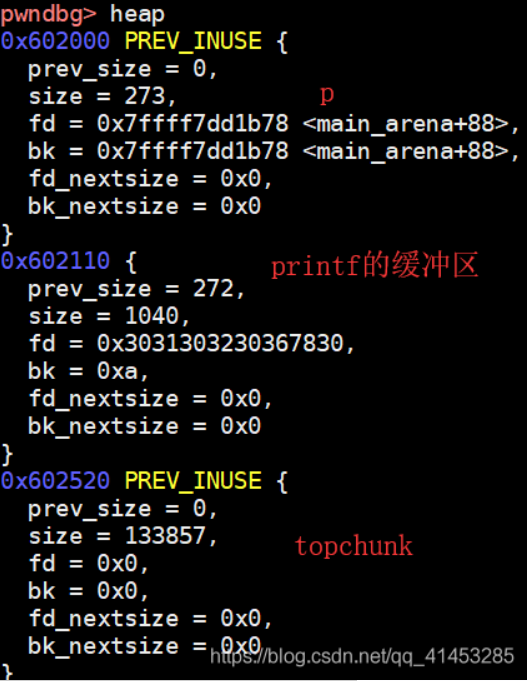 pwndbg> heap
0x602000 PREV_INUSE {
  prev_size = 0,
  size = 273,
p
  fd = 0x7ffff7dd1b78 <main_arena+88>,
  bk = 0x7ffff7dd1b78 <main_arena+88>,
  fd_nextsize = 0x0,
  bk_nextsize = 0x0
}
0x602110 {
printf的缓冲区
  prev_size = 272,
  size = 1040,
  fd = 0x3031303230367830,
  bk = 0xa,
  fd_nextsize = 0x0,
  bk_nextsize = 0x0
}
0x602520 PREV_INUSE {
  prev_size = 0,
  size = 133857,
topchunk
  fd = 0x0,
  bk = 0x0,
  fd_nextsize = 0x0,
  bk_nextsize = 0x0
https://blog.csdn.net/qq_41453285
}